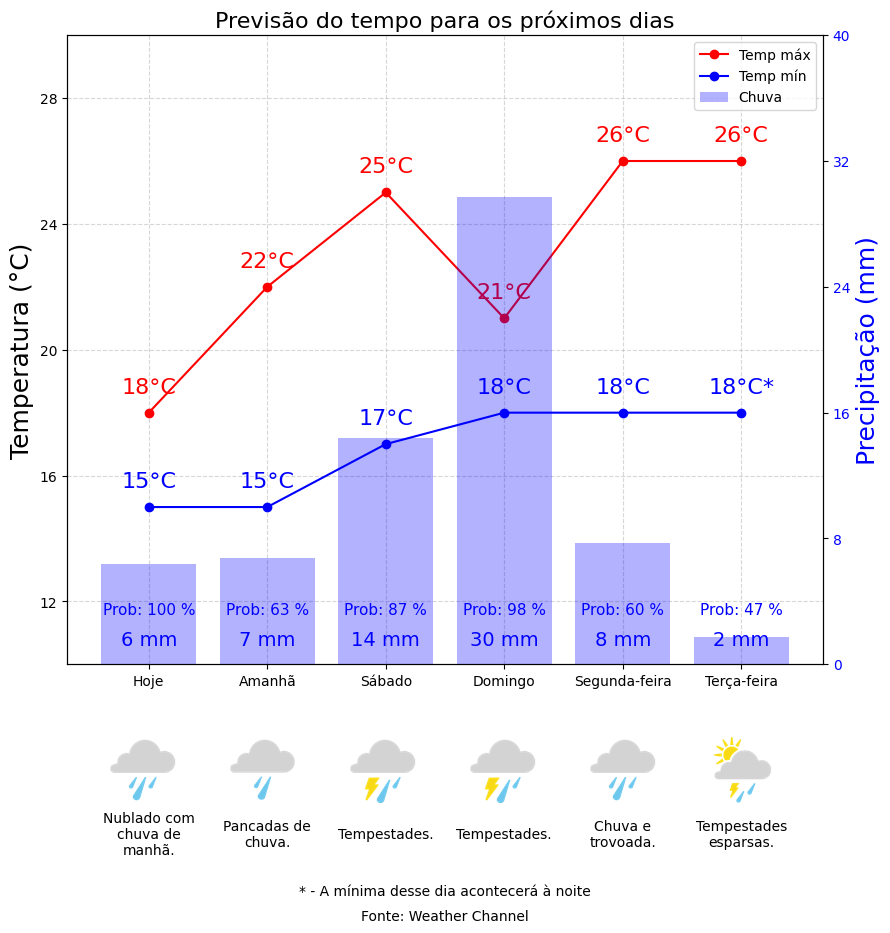 Previsão do tempo para os próximos dias
Temp máx
Temp mín
Chuva
Temperatura (°C)
28
24
20
16
12
Precipitação (mm)
40
32
24
16
8
0
18°C
22°C
25°C
21°C
26°C
26°C
15°C
15°C
17°C
18°C
18°C
18°C*
Prob: 100 %
Prob: 63 %
Prob: 87 %
Prob: 98 %
Prob: 60 %
Prob: 47 %
6 mm
7 mm
14 mm
30 mm
8 mm
2 mm
Hoje
Amanhã
Sábado
Domingo
Segunda-feira
Terça-feira
Nublado com
chuva de
manhã.
Pancadas de
chuva.
Tempestades.
Tempestades.
Chuva e
trovoada.
Tempestades
esparsas.
* - A mínima desse dia acontecerá à noite
Fonte: Weather Channel